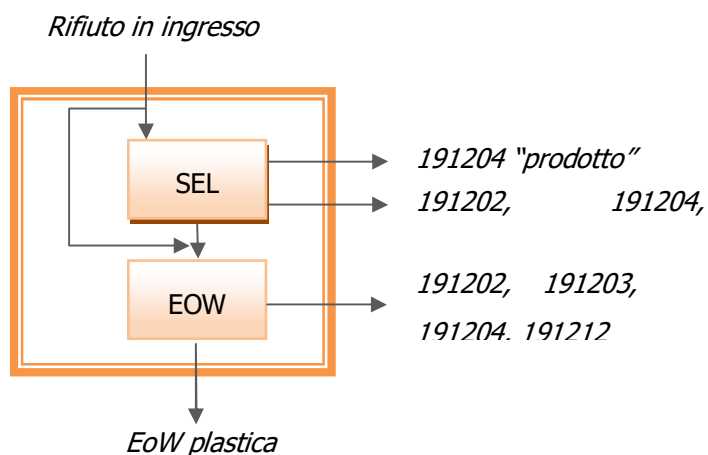 Rifiuto in ingresso
SEL
191204 “prodotto”
191202, 191204,
EOW
191202, 191203,
191204, 191212
EoW plastica